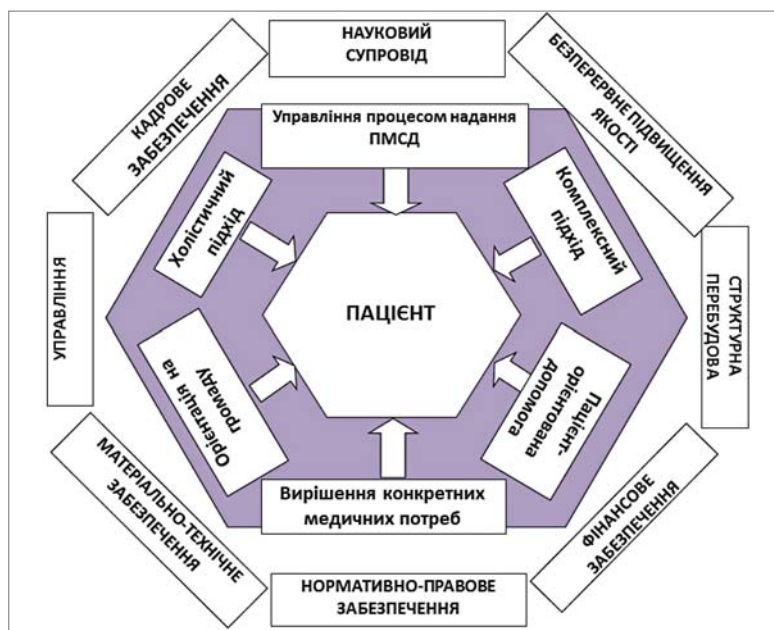 НАУКОВИЙ
СУПРОВІД
КАДРОВЕ
ЗАБЕЗПЕЧЕННЯ
БЕЗПЕРЕРВНЕ ПІДВИЩЕННЯ
ЯКОСТІ
Управління процесом надання
ПМСД
Холістичний
підхід
Комплексний
підхід
УПРАВЛІННЯ
ПАЦІЄНТ
СТРУКТУРНА
ПЕРЕБУДОВА
Орієнтація на
громаду
Пацієнт-
орієнтована
допомога
Вирішення конкретних
медичних потреб
МАТЕРІАЛЬНО-ТЕХНІЧНЕ
ЗАБЕЗПЕЧЕННЯ
ФІНАНСОВЕ
ЗАБЕЗПЕЧЕННЯ
НОРМАТИВНО-ПРАВОВЕ
ЗАБЕЗПЕЧЕННЯ